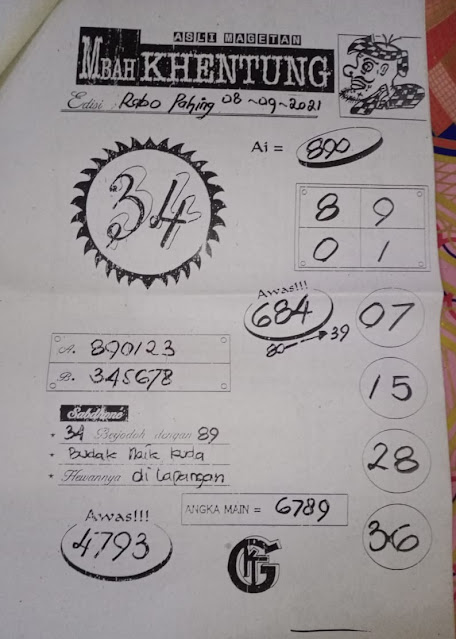 ASLI MAGETAN
MBAH KHENTUNG
Edisi : Rabo Pahing 08-09-2021
Ai = 890
34
8 9
0 1
Awas!!!
684
80 → 39
07
A. 890123
B. 345678
15
Sabdhone
* 34 Berjodoh dengan 89
* Budak Naik kuda
* Hewannya di Lapangan
28
ANGKA MAIN = 6789
Awas!!!
4793
36